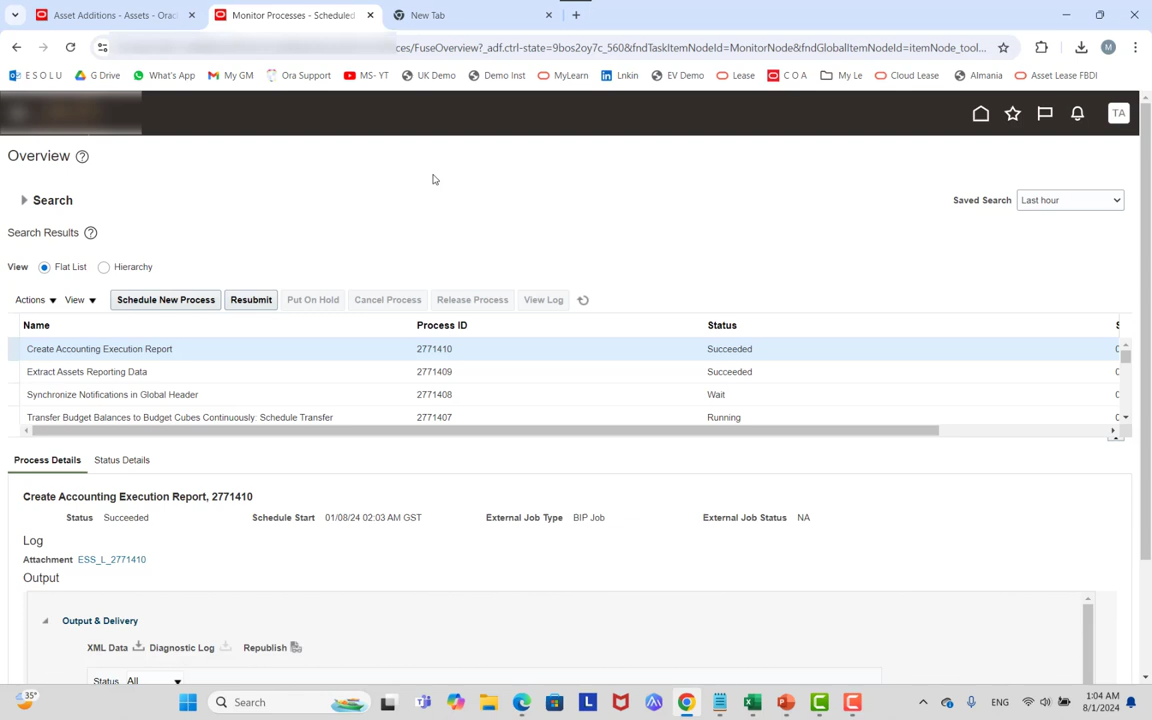 Asset Additions - Assets - Orac
Monitor Processes - Scheduled
New Tab
ces/FuseOverview?_adf.ctrl-state=9bos2oy7c_560&fndTaskItemNodeId=MonitorNode&fndGlobalItemNodeId=itemNode_tool...
M
E S O L U
G Drive
What's App
My GM
Ora Support
MS- YT
UK Demo
Demo Inst
MyLearn
Lnkin
EV Demo
Lease
C O A
My Le
Cloud Lease
Almania
Asset Lease FBDI
TA
Overview
Search
Saved Search Last hour
Search Results
View Flat List Hierarchy
Actions View Schedule New Process Resubmit Put On Hold Cancel Process Release Process View Log
Name Process ID Status
Create Accounting Execution Report 2771410 Succeeded
Extract Assets Reporting Data 2771409 Succeeded
Synchronize Notifications in Global Header 2771408 Wait
Transfer Budget Balances to Budget Cubes Continuously: Schedule Transfer 2771407 Running
Process Details Status Details
Create Accounting Execution Report, 2771410
Status Succeeded Schedule Start 01/08/24 02:03 AM GST External Job Type BIP Job External Job Status NA
Log
Attachment ESS_L_2771410
Output
Output & Delivery
XML Data Diagnostic Log Republish
Status All
35°
Search
ENG
1:04 AM
8/1/2024